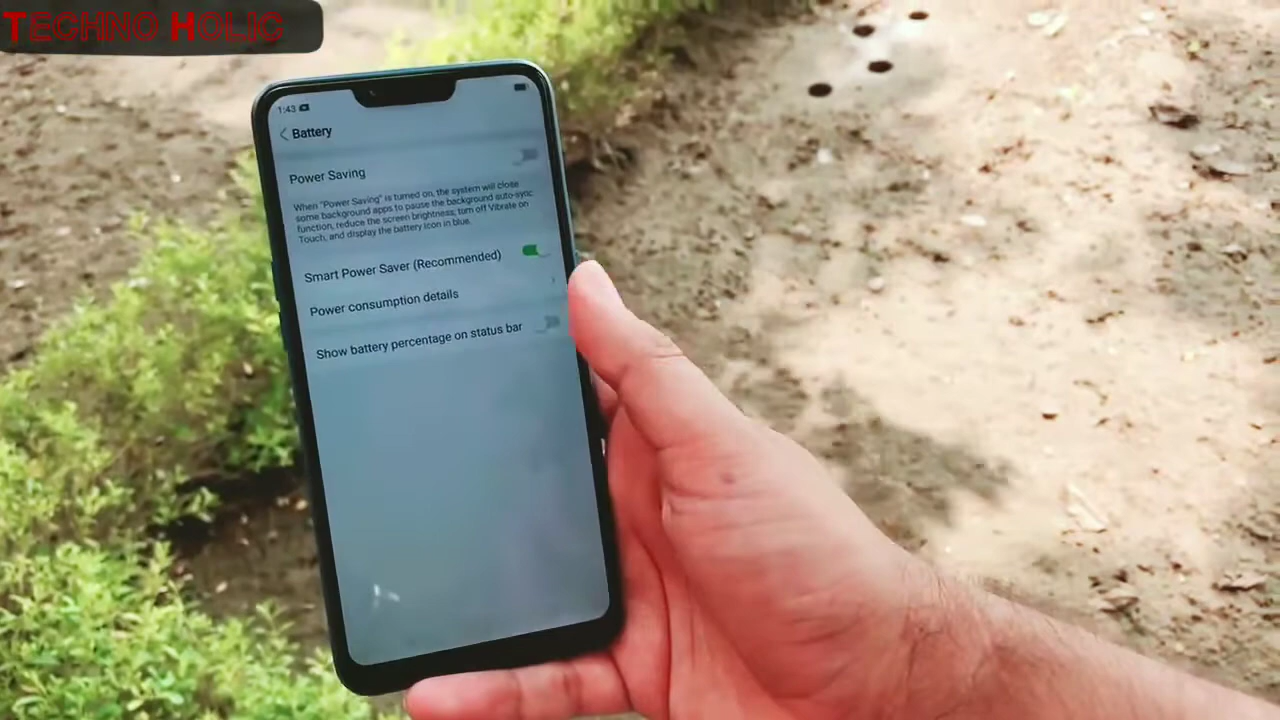 TECHNO HOLIC
1:43
Battery
Power Saving
When "Power Saving" is turned on, the system will close
some background apps to pause the background auto-sync
function, reduce the screen brightness; turn off Vibrate on
Touch, and display the battery icon in blue.
Smart Power Saver (Recommended)
Power consumption details
Show battery percentage on status bar